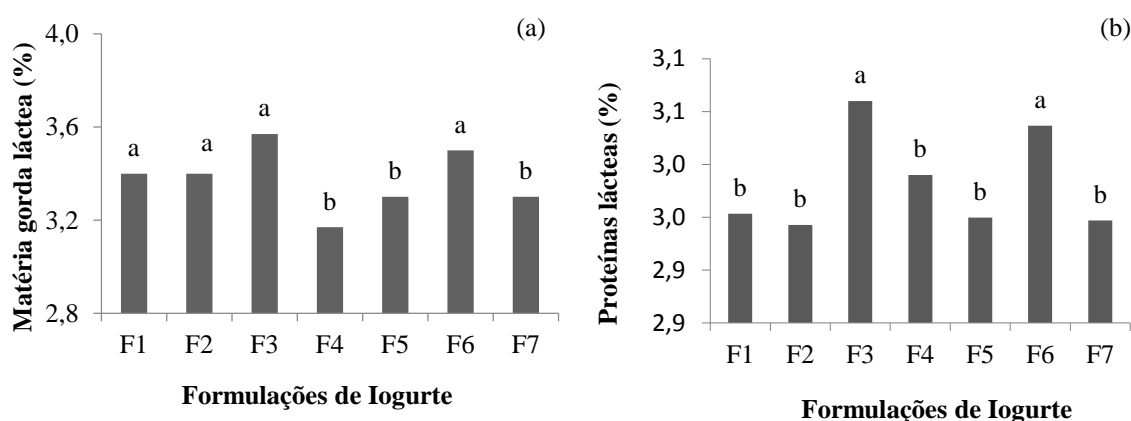 (a)
Matéria gorda láctea (%)
4,0
3,6
3,2
2,8
a a a b b a b
F1 F2 F3 F4 F5 F6 F7
Formulações de Iogurte
(b)
Proteínas lácteas (%)
3,1
3,1
3,0
3,0
2,9
2,9
b b a b b a b
F1 F2 F3 F4 F5 F6 F7
Formulações de Iogurte